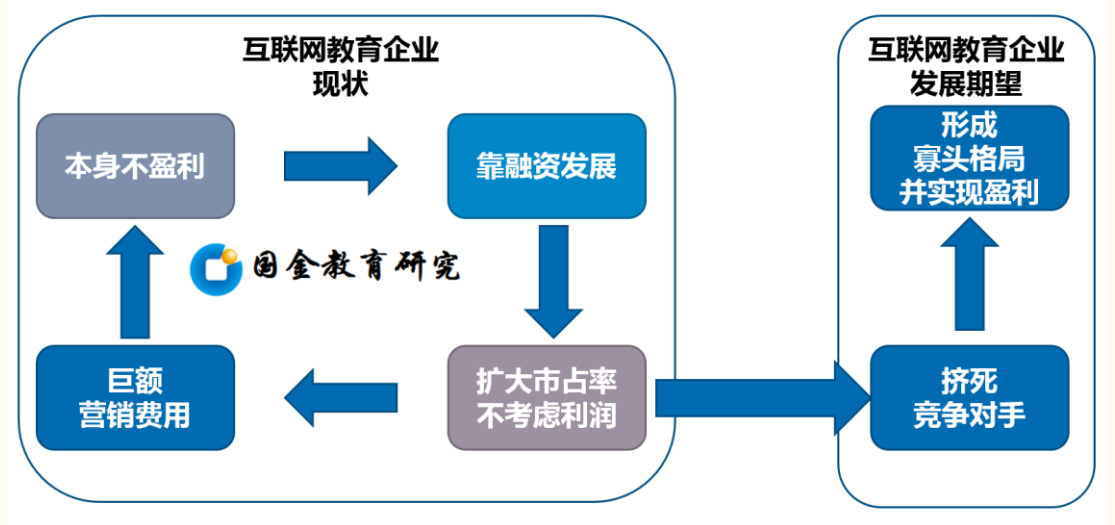 互联网教育企业
现状
互联网教育企业
发展期望
本身不盈利
靠融资发展
形成
寡头格局
并实现盈利
国金教育研究
巨额
营销费用
扩大市占率
不考虑利润
挤死
竞争对手